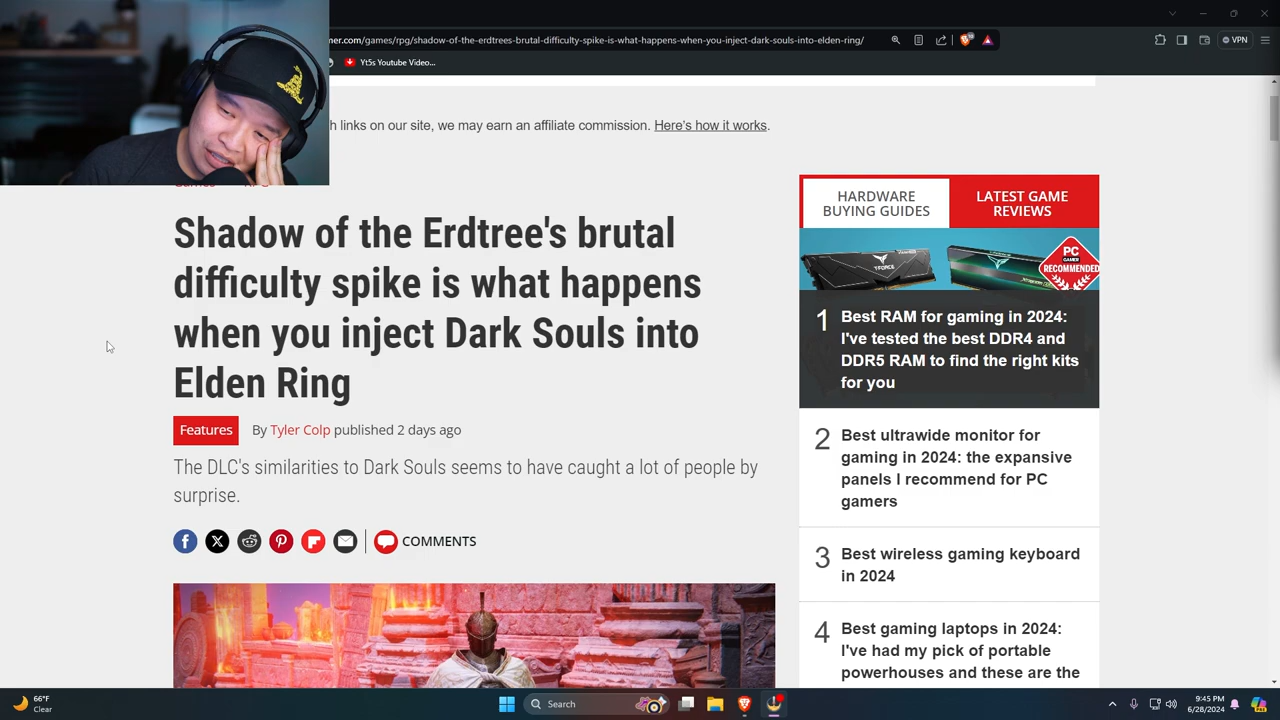 mer.com/games/rpg/shadow-of-the-erdtrees-brutal-difficulty-spike-is-what-happens-when-you-inject-dark-souls-into-elden-ring/
VPN
Yt5s Youtube Video...
h links on our site, we may earn an affiliate commission. Here's how it works.
Shadow of the Erdtree's brutal
difficulty spike is what happens
when you inject Dark Souls into
Elden Ring
Features By Tyler Colp published 2 days ago
The DLC's similarities to Dark Souls seems to have caught a lot of people by
surprise.
COMMENTS
HARDWARE
BUYING GUIDES
LATEST GAME
REVIEWS
T-FORCE
PC
GAMER
RECOMMENDED
1 Best RAM for gaming in 2024:
I've tested the best DDR4 and
DDR5 RAM to find the right kits
for you
2 Best ultrawide monitor for
gaming in 2024: the expansive
panels I recommend for PC
gamers
3 Best wireless gaming keyboard
in 2024
4 Best gaming laptops in 2024:
I've had my pick of portable
powerhouses and these are the
66°F
Clear
Search
9:45 PM
6/28/2024